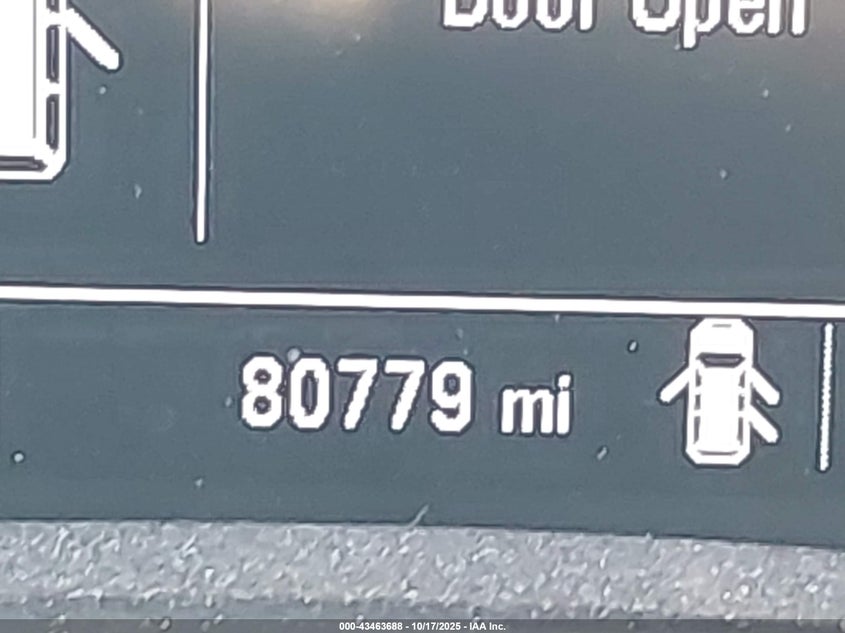 Door Open
80779 mi
000-43463688 - 10/17/2025 - IAA Inc.